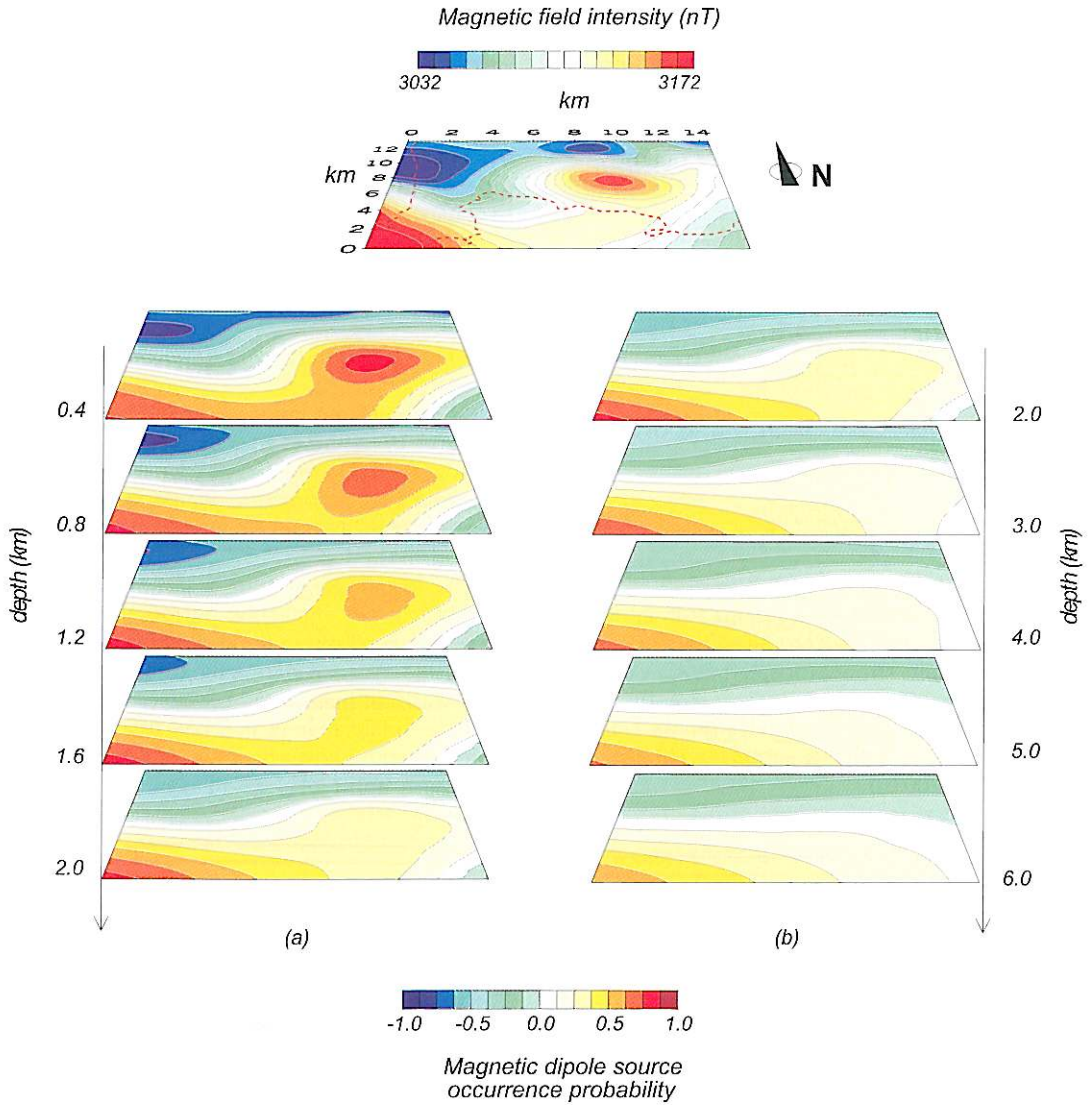 Magnetic field intensity (nT)
3032 3172
km
0 2 4 6 8 10 12 14
12
10
km 8
6
4
2
0
N
0.4
0.8
1.2
1.6
2.0
depth (km)
2.0
3.0
4.0
5.0
6.0
depth (km)
(a) (b)
-1.0 -0.5 0.0 0.5 1.0
Magnetic dipole source
occurrence probability